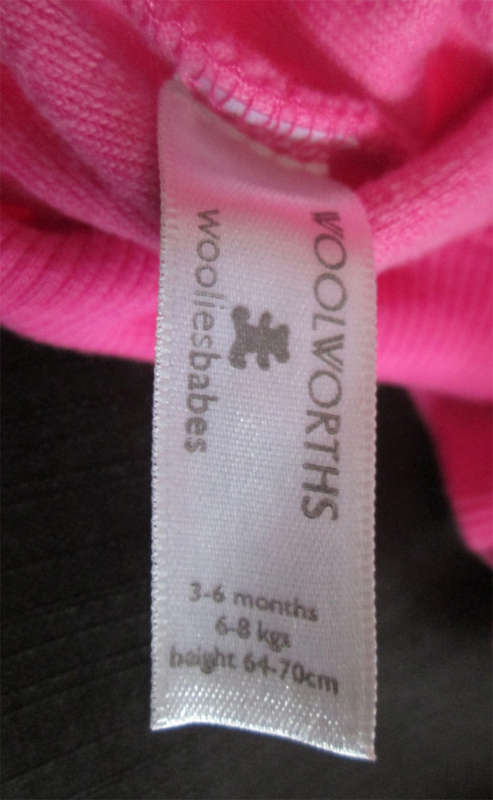 WOOLWORTHS
wooliesbabes
3-6 months
6-8 kgs
height 64-70cm